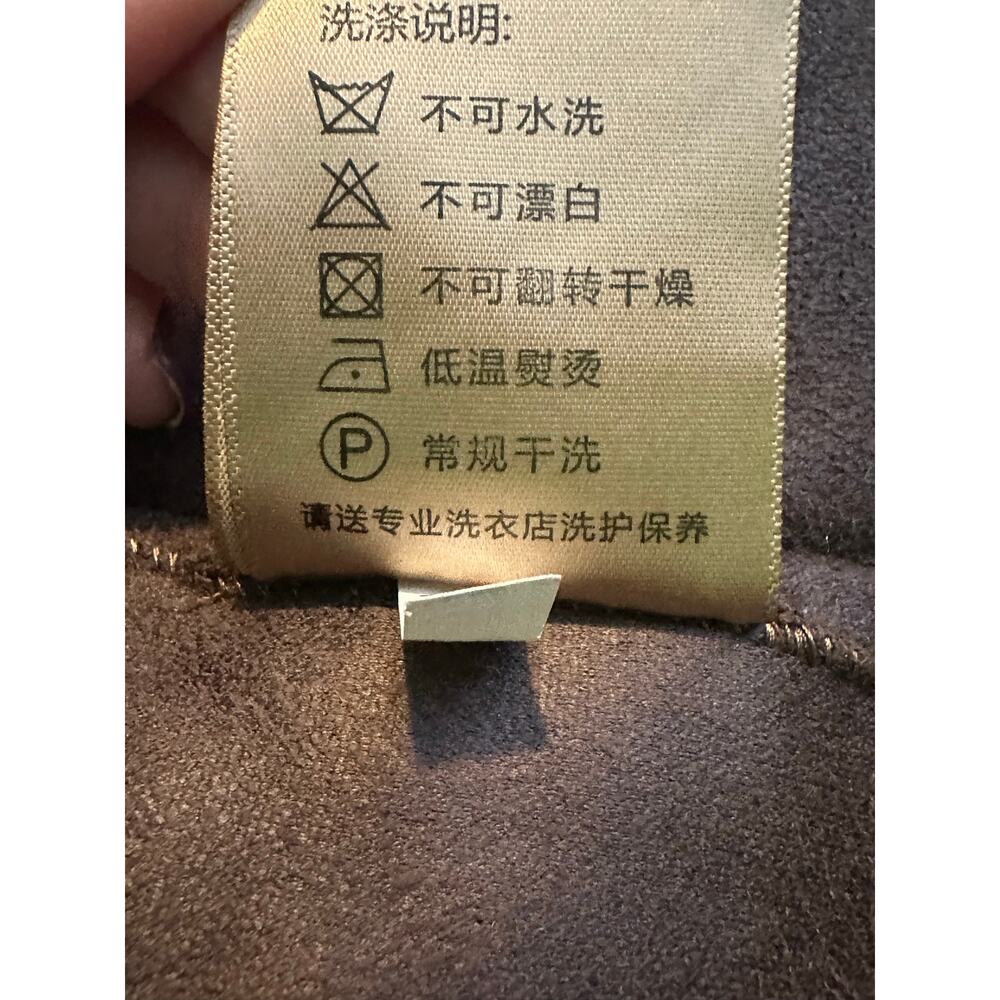 洗涤说明:
不可水洗
不可漂白
不可翻转干燥
低温熨烫
P 常规干洗
请送专业洗衣店洗护保养